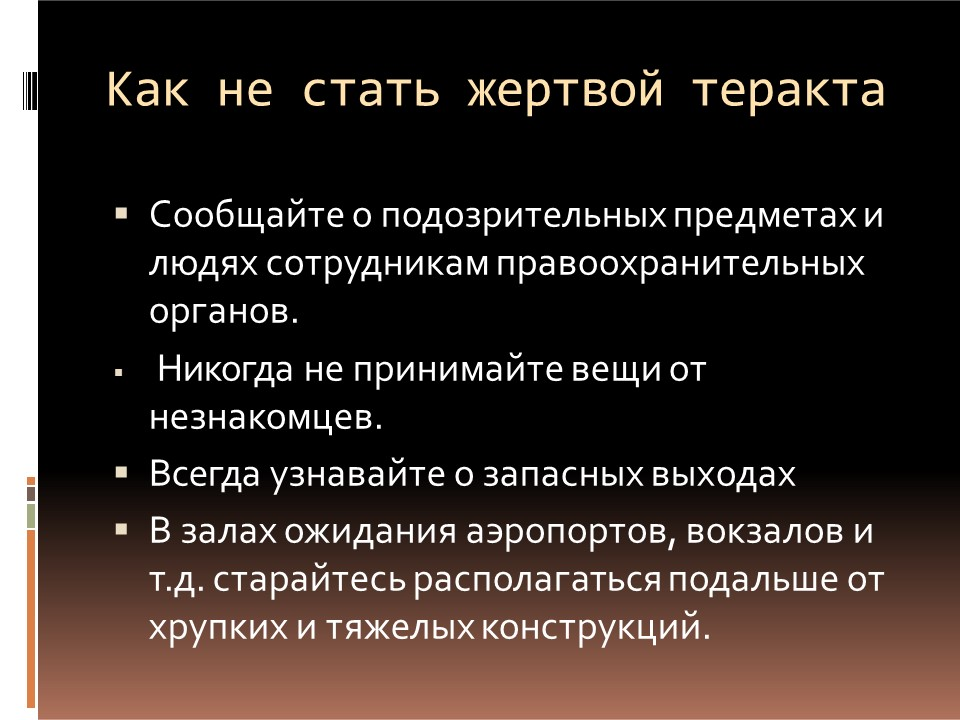 Как не стать жертвой теракта
Сообщайте о подозрительных предметах и
людях сотрудникам правоохранительных
органов.
Никогда не принимайте вещи от
незнакомцев.
Всегда узнавайте о запасных выходах
В залах ожидания аэропортов, вокзалов и
т.д. старайтесь располагаться подальше от
хрупких и тяжелых конструкций.